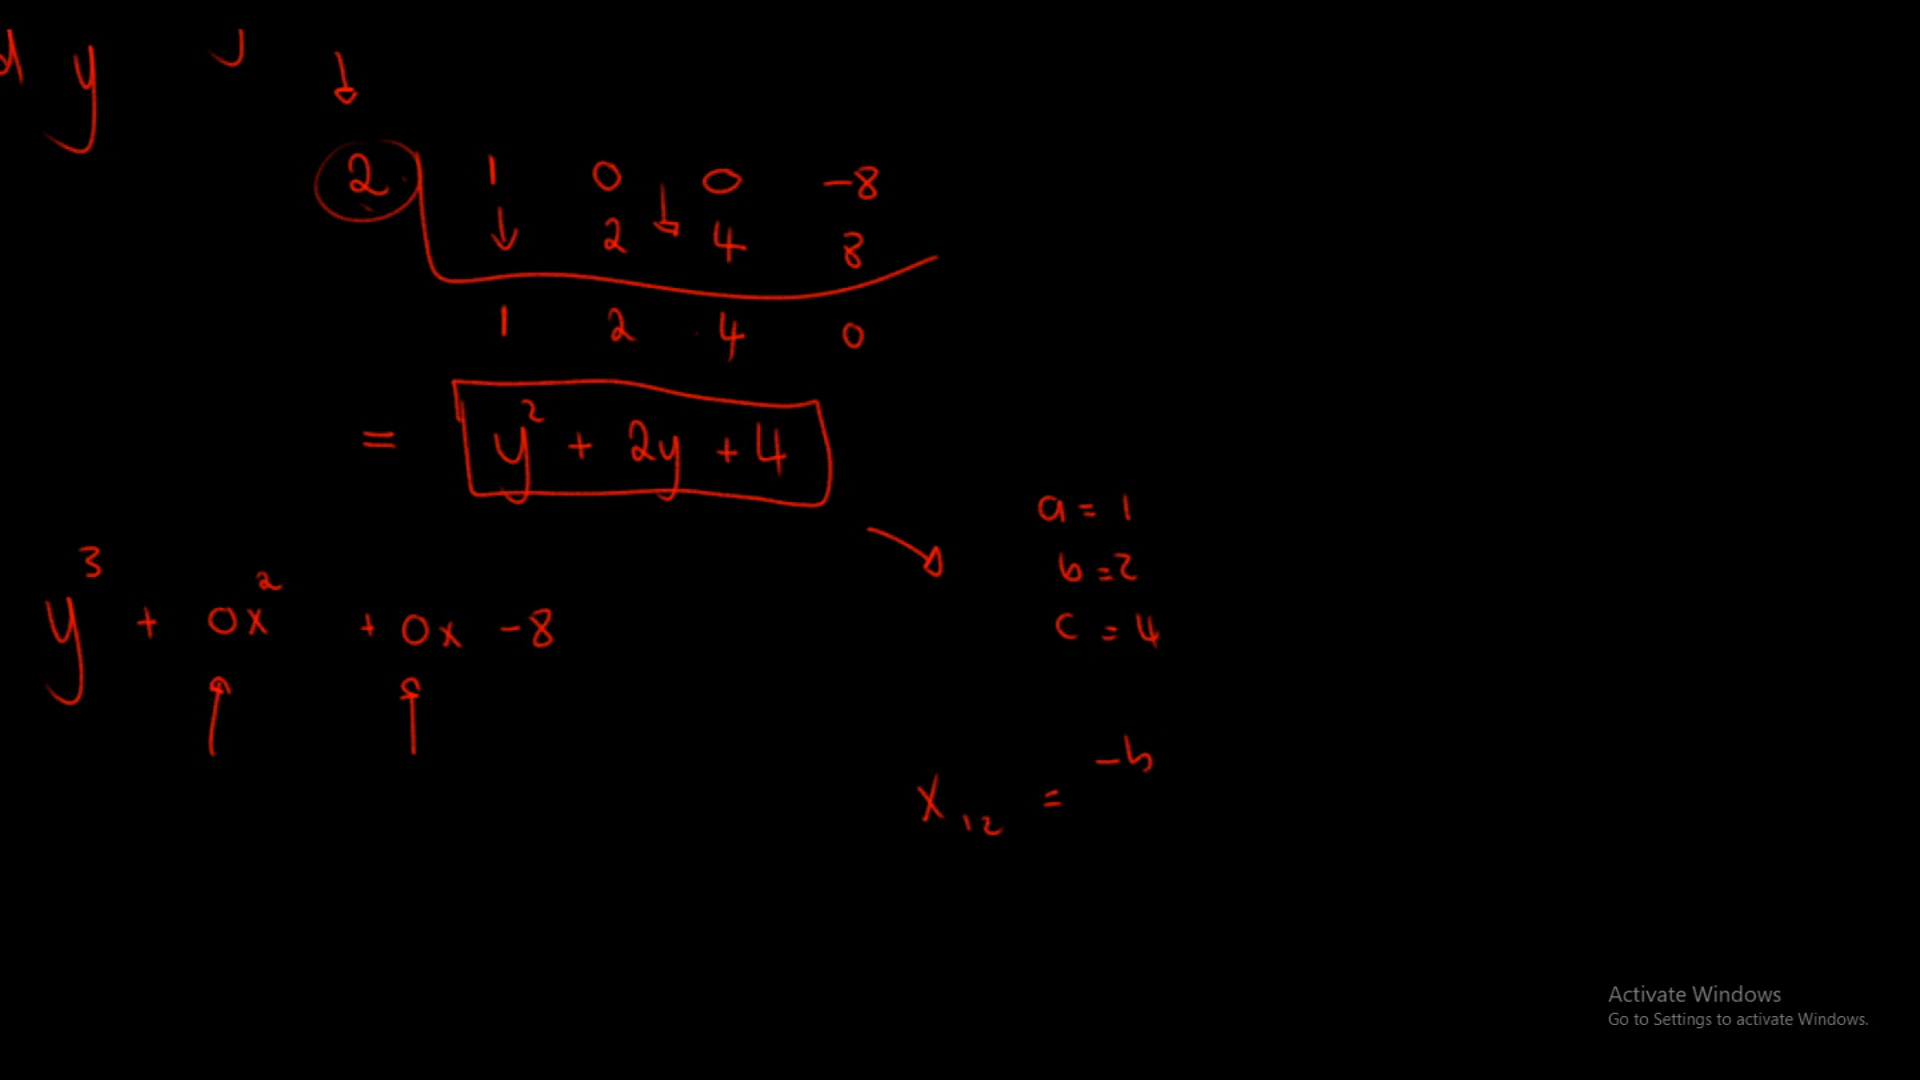 y
2 1 0 0 -8
2 4 8
1 2 4 0
= y² + 2y + 4
a = 1
b = 2
c = 4
y³ + 0x² + 0x - 8
x₁₂ = -b
Activate Windows
Go to Settings to activate Windows.